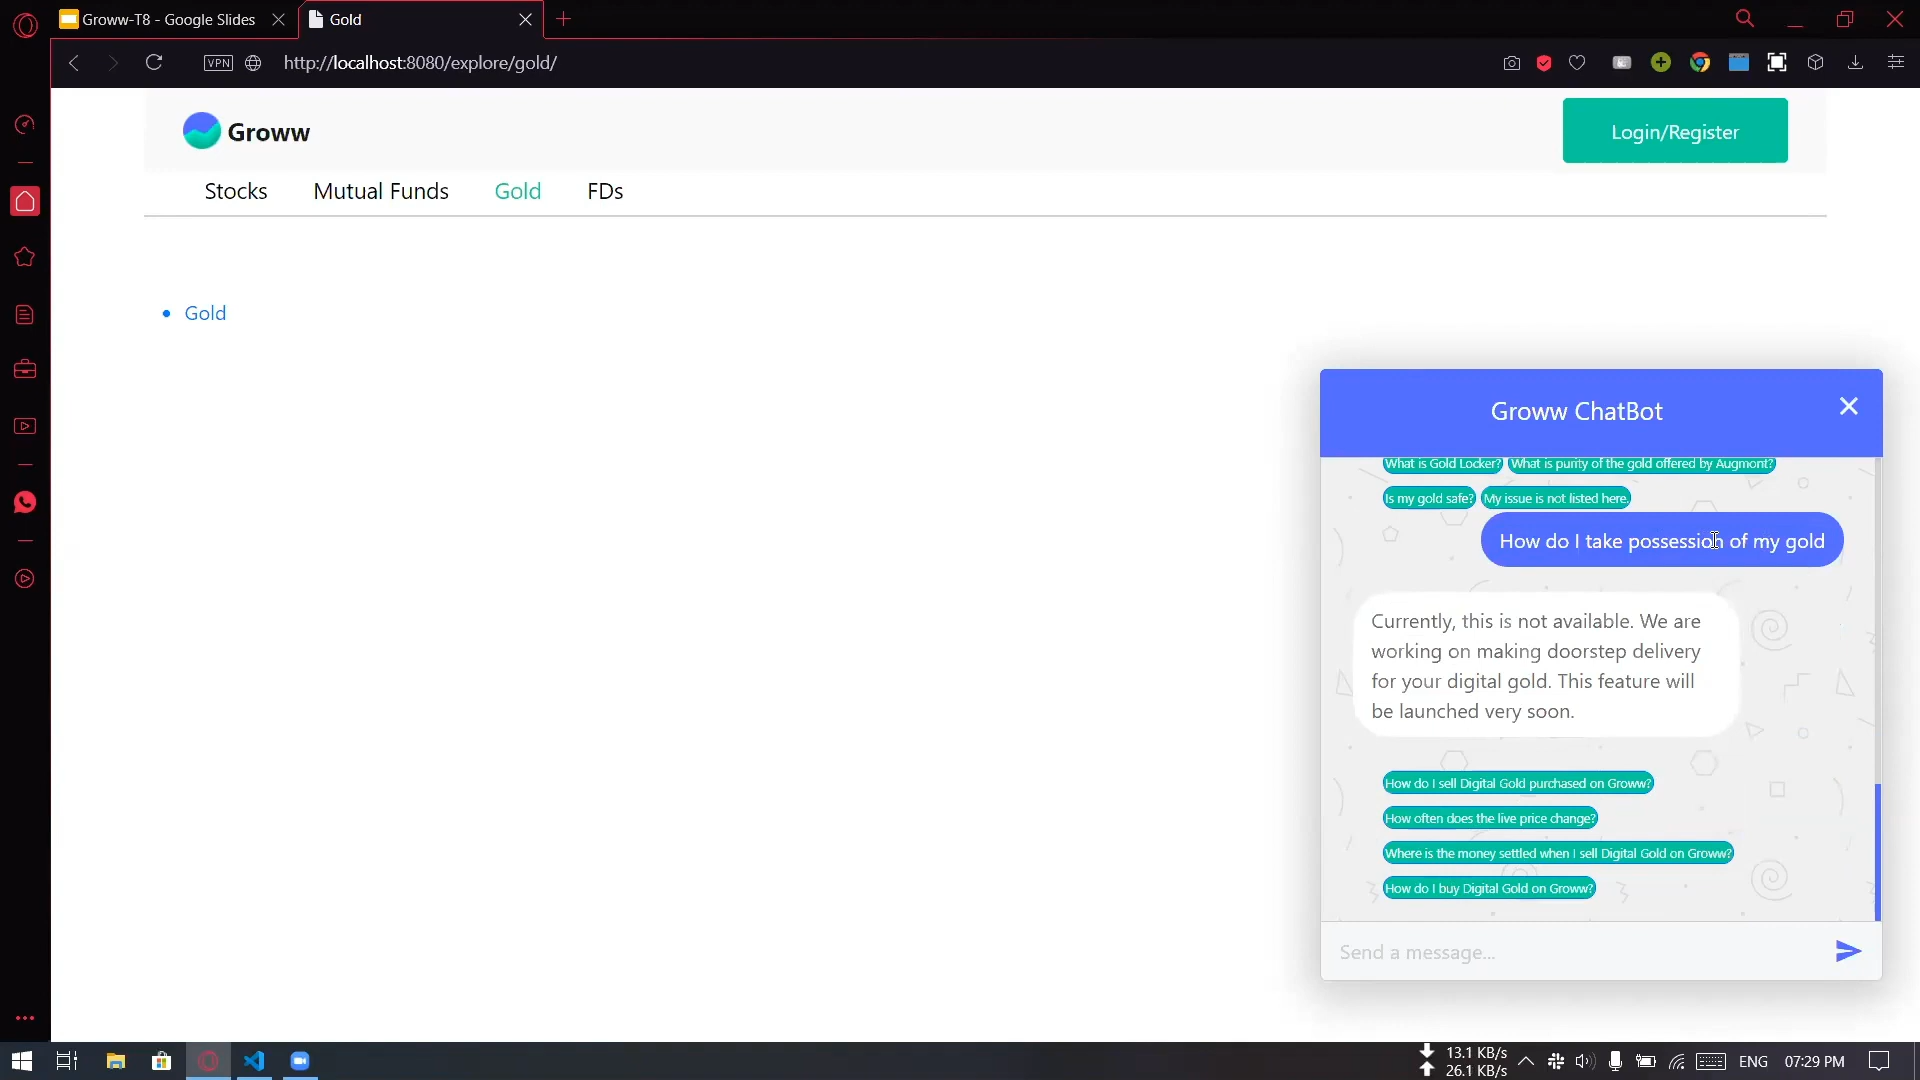 Groww-T8 - Google Slides
Gold
VPN
http://localhost:8080/explore/gold/
Groww
Login/Register
Stocks
Mutual Funds
Gold
FDs
Gold
Groww ChatBot
What is Gold Locker?
What is purity of the gold offered by Augmont?
Is my gold safe?
My issue is not listed here.
How do I take possession of my gold
Currently, this is not available. We are
working on making doorstep delivery
for your digital gold. This feature will
be launched very soon.
How do I sell Digital Gold purchased on Groww?
How often does the live price change?
Where is the money settled when I sell Digital Gold on Groww?
How do I buy Digital Gold on Groww?
Send a message...
13.1 KB/s
26.1 KB/s
ENG
07:29 PM